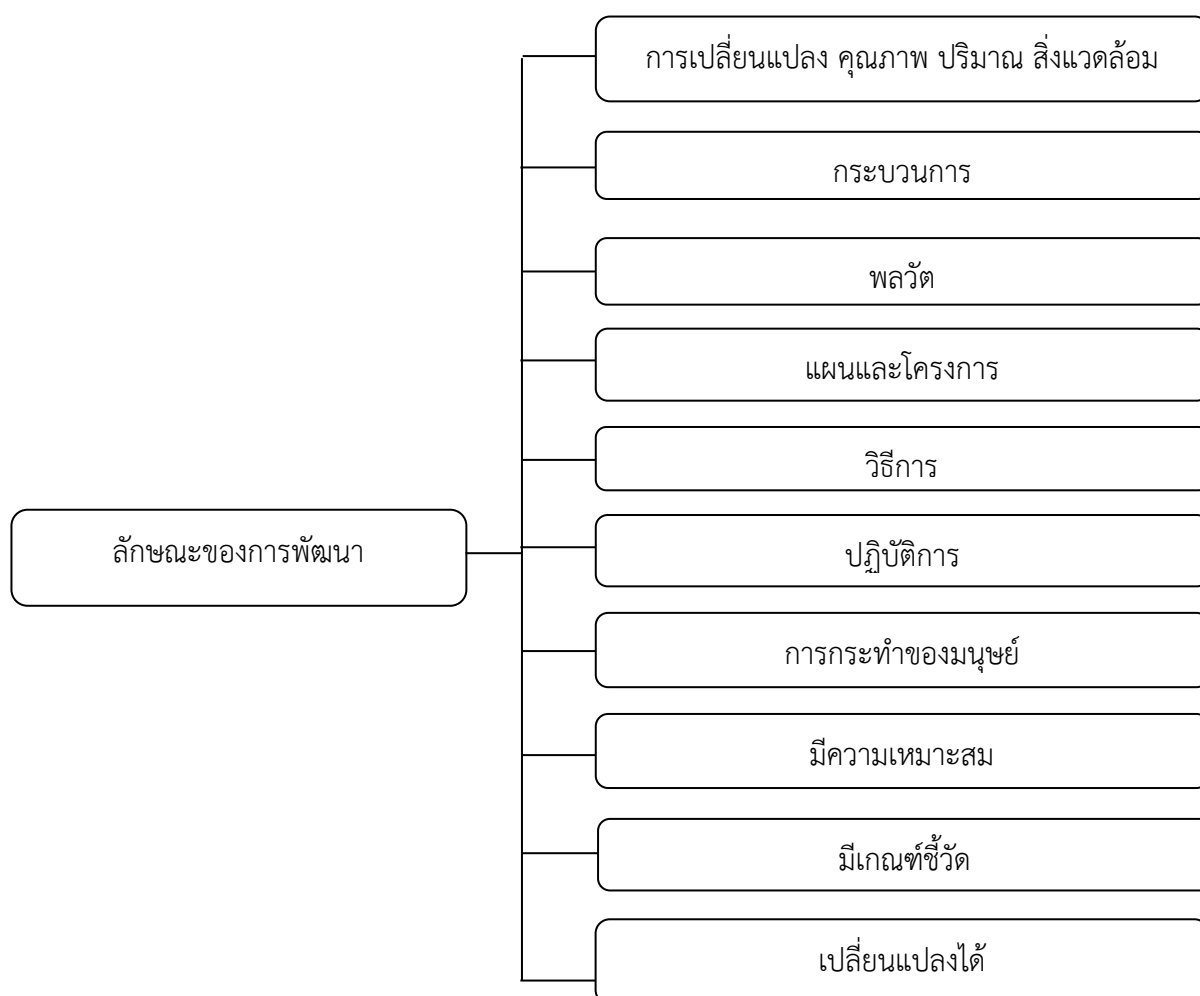 การเปลี่ยนแปลง คุณภาพ ปริมาณ สิ่งแวดล้อม
กระบวนการ
พลวัต
แผนและโครงการ
วิธีการ
ลักษณะของการพัฒนา
ปฏิบัติการ
การกระทำของมนุษย์
มีความเหมาะสม
มีเกณฑ์ชี้วัด
เปลี่ยนแปลงได้